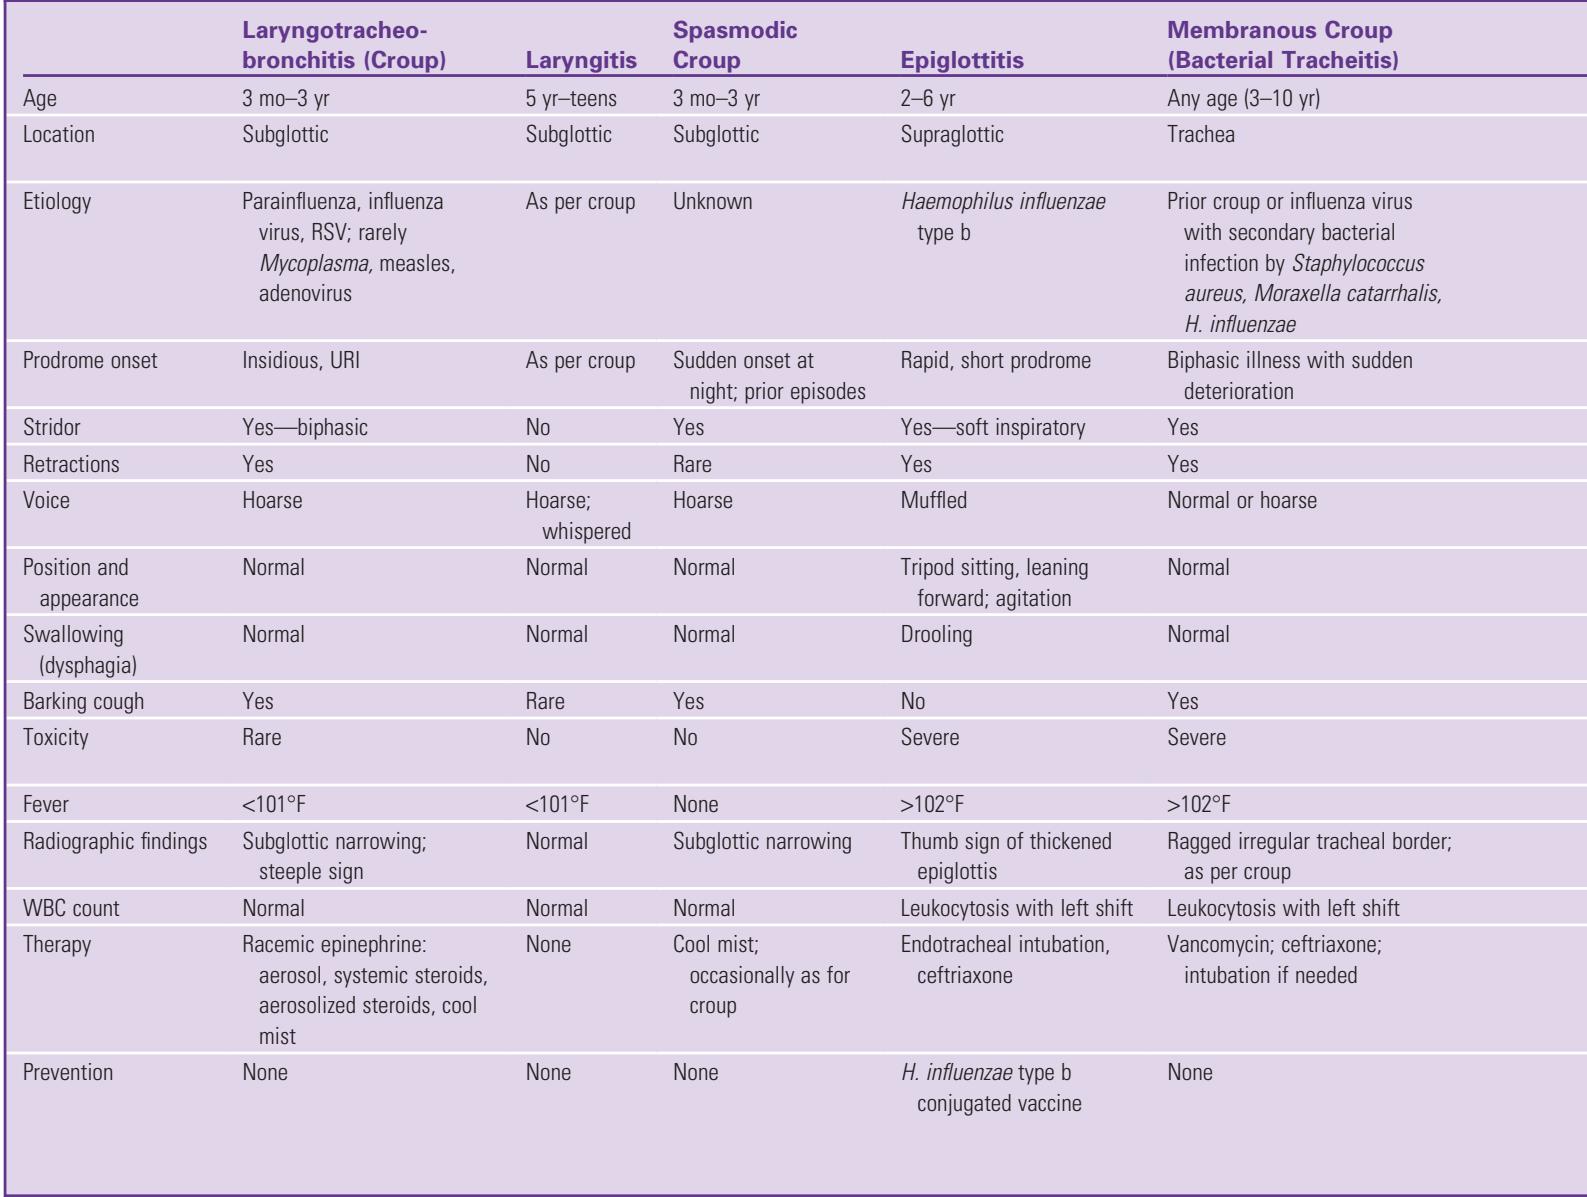 Laryngotracheo-
bronchitis (Croup)
Laryngitis
Spasmodic
Croup
Epiglottitis
Membranous Croup
(Bacterial Tracheitis)
Age
3 mo–3 yr
5 yr–teens
3 mo–3 yr
2–6 yr
Any age (3–10 yr)
Location
Subglottic
Subglottic
Subglottic
Supraglottic
Trachea
Etiology
Parainfluenza, influenza
virus, RSV; rarely
Mycoplasma, measles,
adenovirus
As per croup
Unknown
Haemophilus influenzae
type b
Prior croup or influenza virus
with secondary bacterial
infection by Staphylococcus
aureus, Moraxella catarrhalis,
H. influenzae
Prodrome onset
Insidious, URI
As per croup
Sudden onset at
night; prior episodes
Rapid, short prodrome
Biphasic illness with sudden
deterioration
Stridor
Yes—biphasic
No
Yes
Yes—soft inspiratory
Yes
Retractions
Yes
No
Rare
Yes
Yes
Voice
Hoarse
Hoarse;
whispered
Hoarse
Muffled
Normal or hoarse
Position and
appearance
Normal
Normal
Normal
Tripod sitting, leaning
forward; agitation
Normal
Swallowing
(dysphagia)
Normal
Normal
Normal
Drooling
Normal
Barking cough
Yes
Rare
Yes
No
Yes
Toxicity
Rare
No
No
Severe
Severe
Fever
<101°F
<101°F
None
>102°F
>102°F
Radiographic findings
Subglottic narrowing;
steeple sign
Normal
Subglottic narrowing
Thumb sign of thickened
epiglottis
Ragged irregular tracheal border;
as per croup
WBC count
Normal
Normal
Normal
Leukocytosis with left shift
Leukocytosis with left shift
Therapy
Racemic epinephrine:
aerosol, systemic steroids,
aerosolized steroids, cool
mist
None
Cool mist;
occasionally as for
croup
Endotracheal intubation,
ceftriaxone
Vancomycin; ceftriaxone;
intubation if needed
Prevention
None
None
None
H. influenzae type b
conjugated vaccine
None